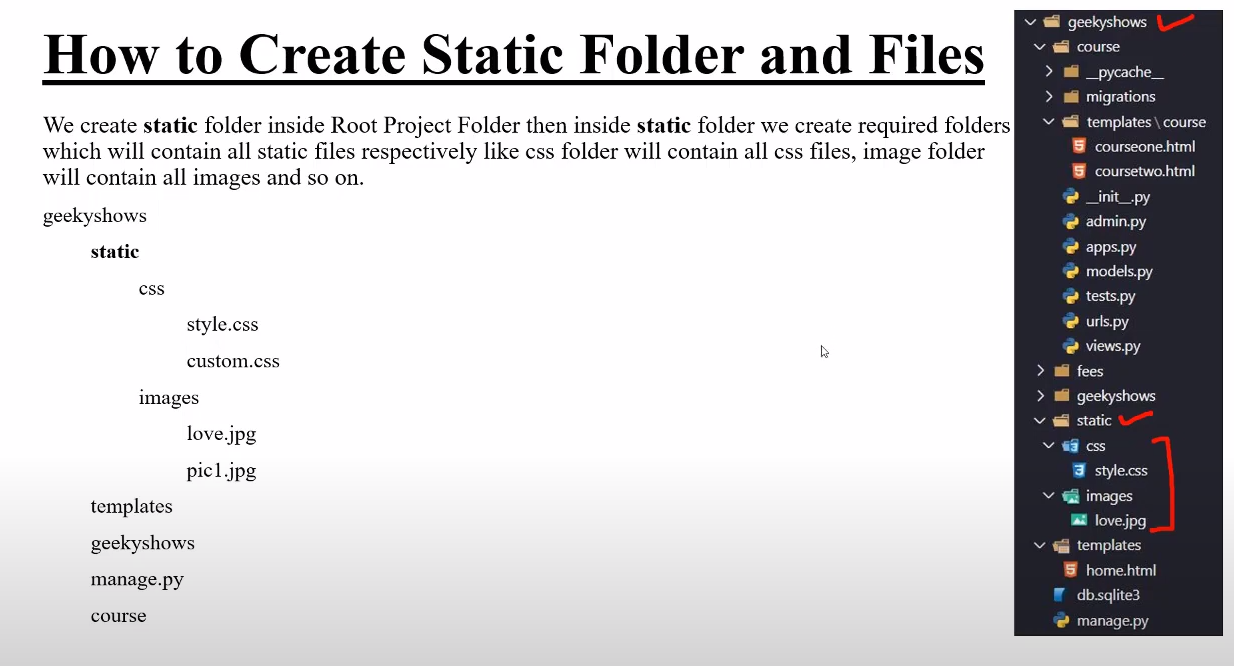 How to Create Static Folder and Files
We create static folder inside Root Project Folder then inside static folder we create required folders
which will contain all static files respectively like css folder will contain all css files, image folder
will contain all images and so on.
geekyshows
static
css
style.css
custom.css
images
love.jpg
pic1.jpg
templates
geekyshows
manage.py
course
geekyshows
course
__pycache__
migrations
templates \ course
courseone.html
coursetwo.html
__init__.py
admin.py
apps.py
models.py
tests.py
urls.py
views.py
fees
geekyshows
static
css
style.css
images
love.jpg
templates
home.html
db.sqlite3
manage.py